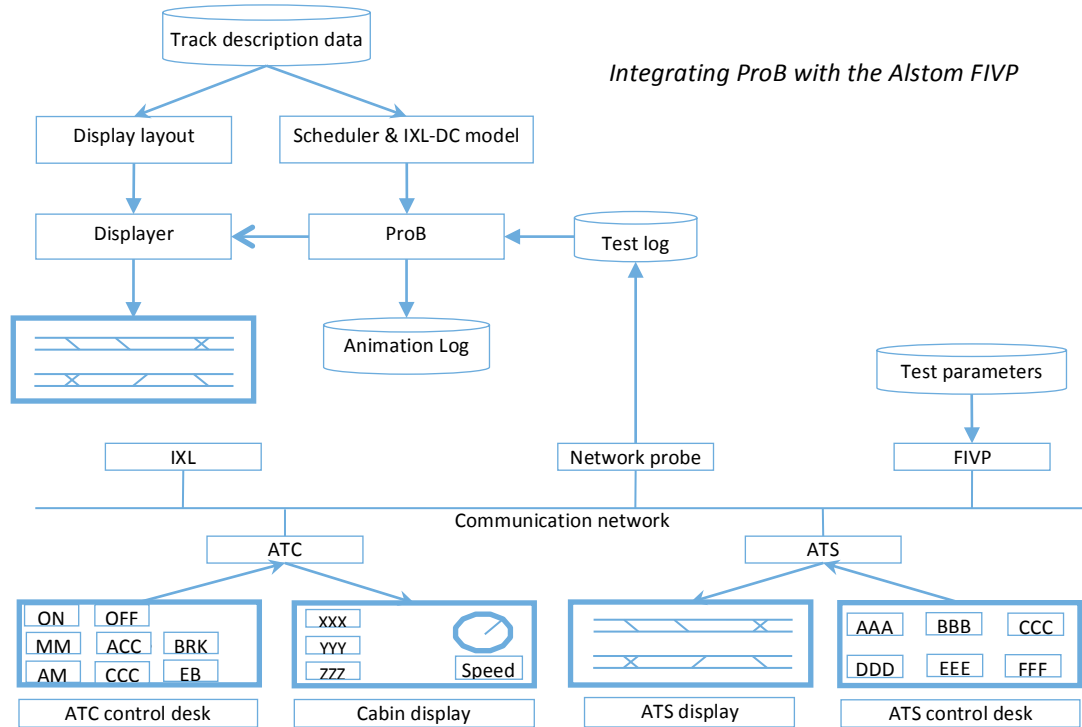 Track description data
Integrating ProB with the Alstom FIVP
Display layout
Scheduler & IXL-DC model
Displayer
ProB
Test log
Animation Log
Test parameters
IXL
Network probe
FIVP
Communication network
ATC
ATS
ON OFF
MM ACC BRK
AM CCC EB
XXX
YYY
ZZZ
Speed
AAA BBB CCC
DDD EEE FFF
ATC control desk
Cabin display
ATS display
ATS control desk